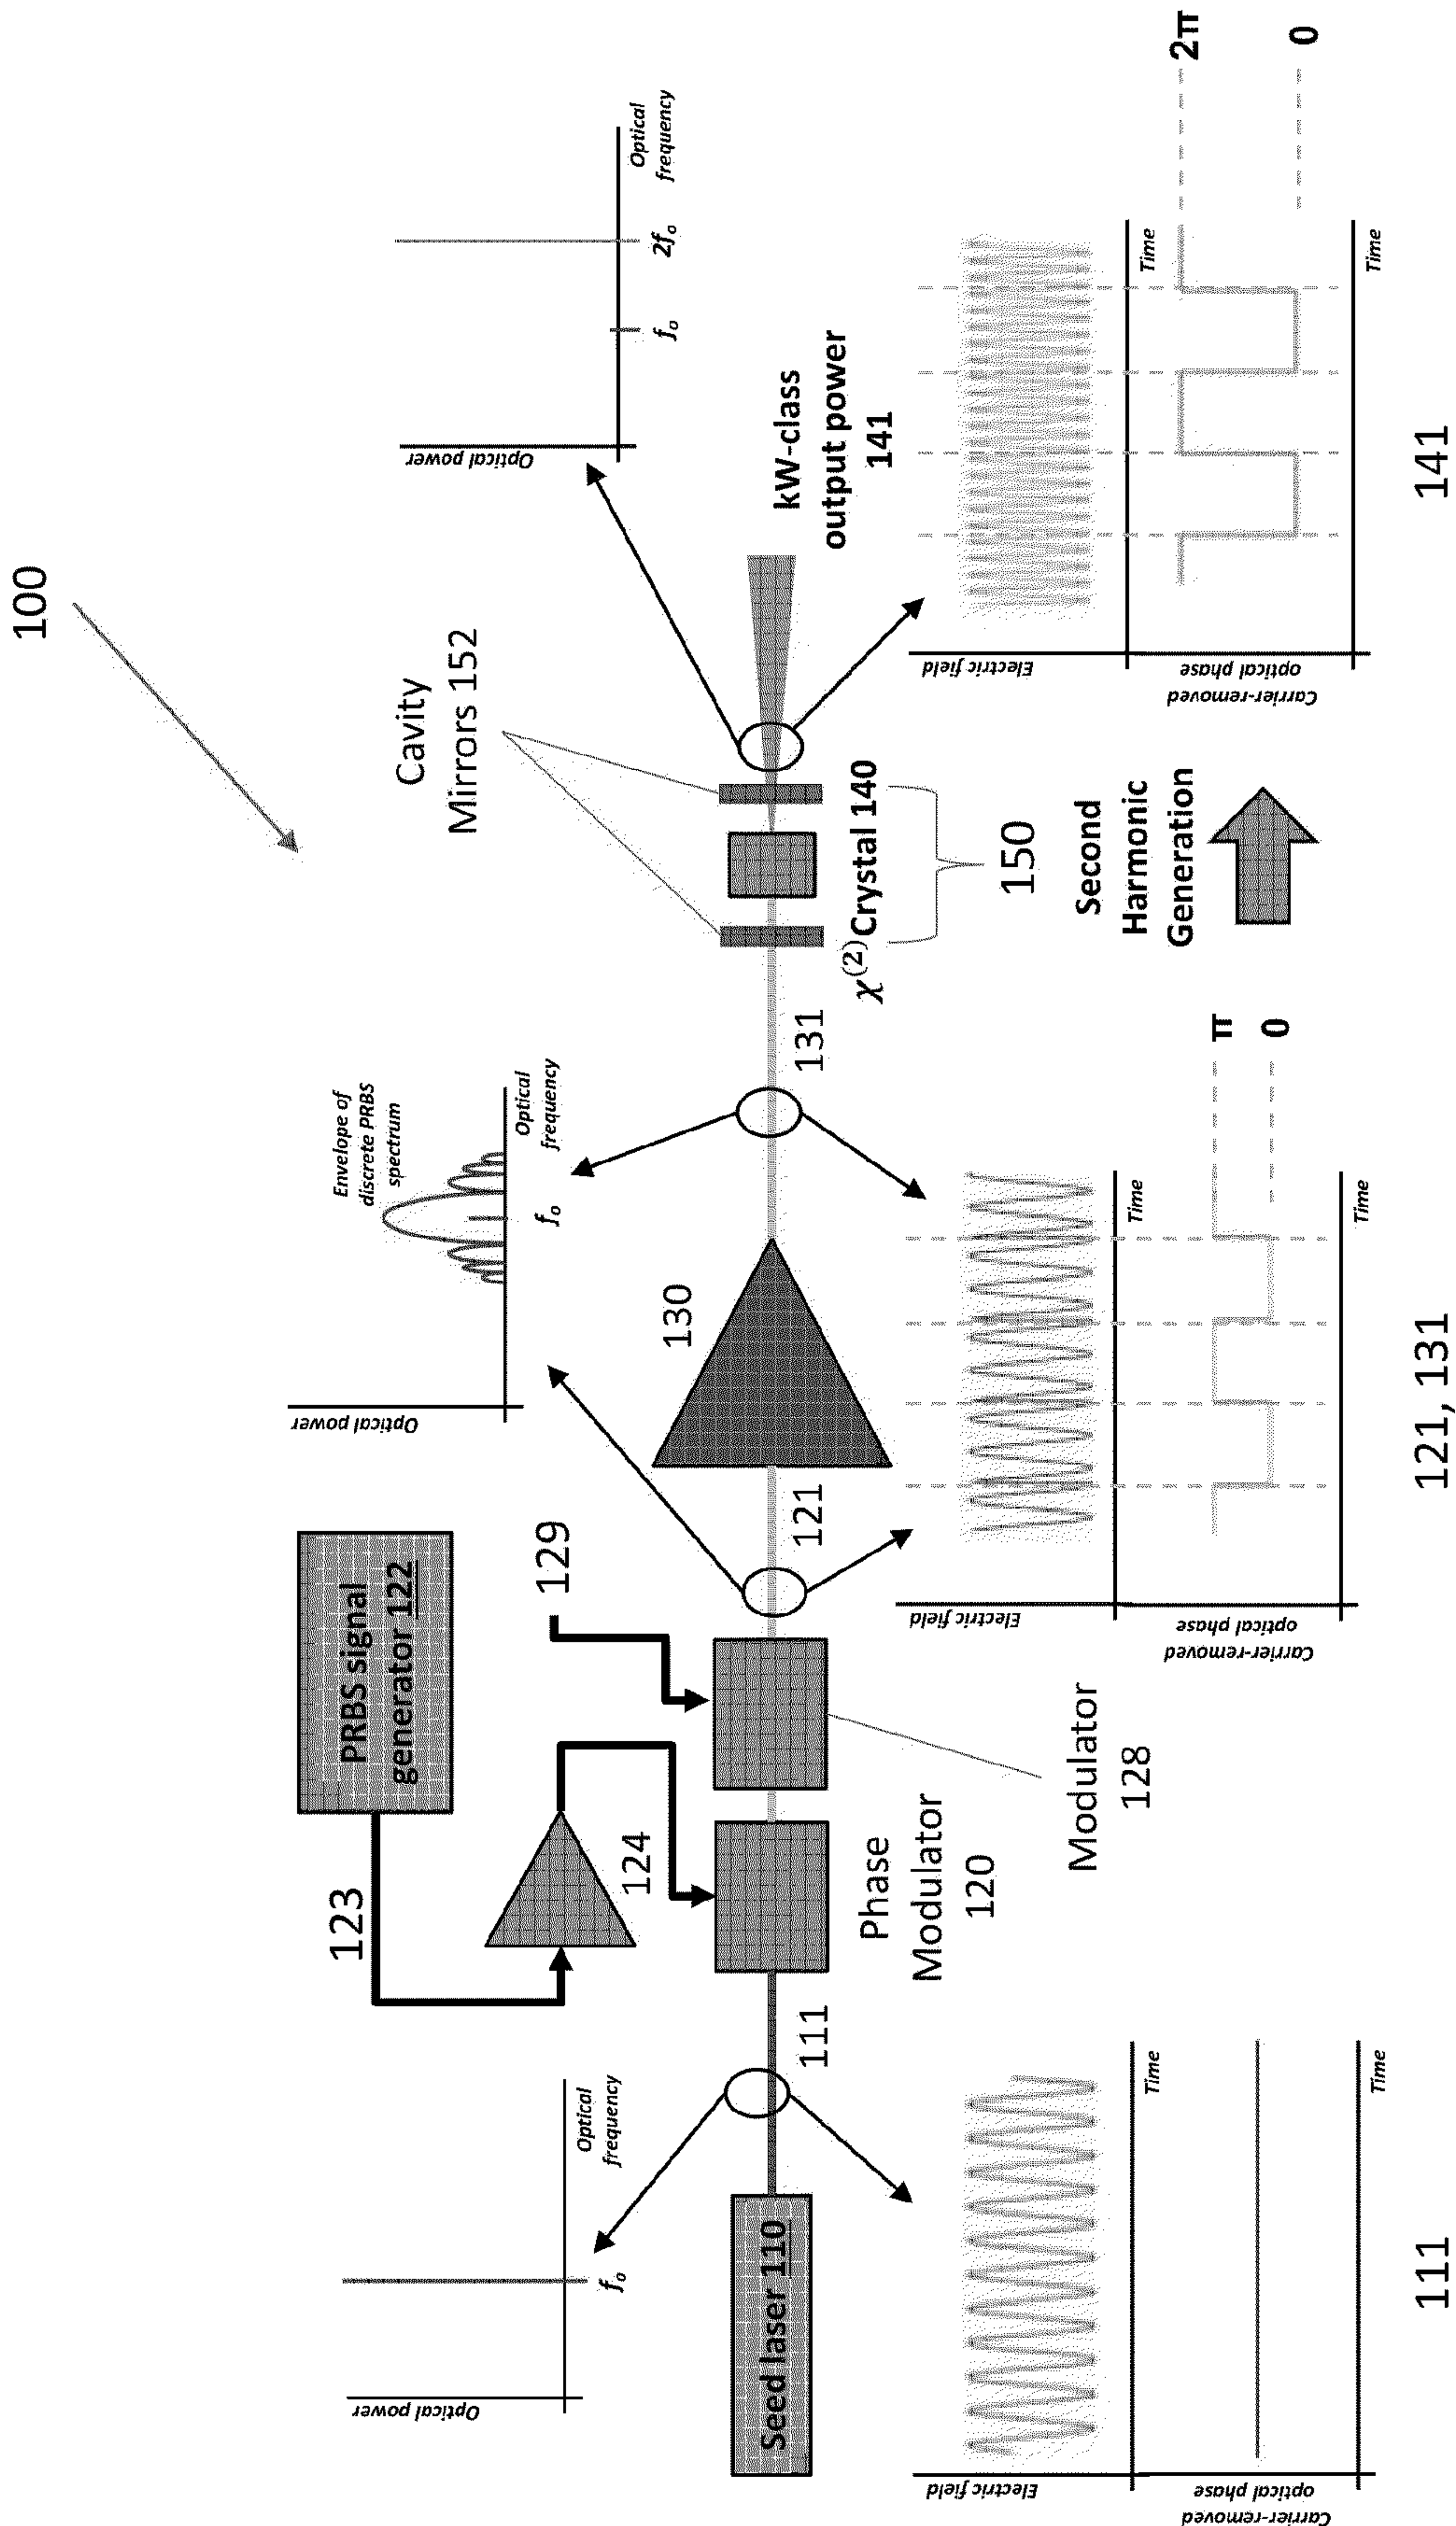 100
Optical power
Optical
frequency
f₀
Optical power
Envelope of
discrete PRBS
spectrum
Optical
frequency
f₀
Optical power
Optical
frequency
f₀
2f₀
PRBS signal
generator 122
123
124
129
130
Cavity
Mirrors 152
Seed laser 110
111
Phase
Modulator
120
Modulator
128
121
131
χ⁽²⁾Crystal 140
150
kW-class
output power
141
Second
Harmonic
Generation
Electric field
Time
Carrier-removed
optical phase
Time
111
Electric field
Time
Carrier-removed
optical phase
π
0
Time
121, 131
Electric field
Time
Carrier-removed
optical phase
2π
0
Time
141